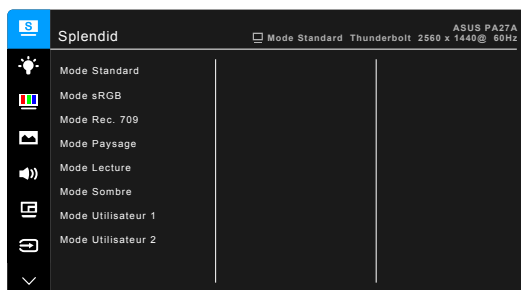 S
Splendid
ASUS PA27A
Mode Standard Thunderbolt 2560 x 1440@ 60Hz
Mode Standard
Mode sRGB
Mode Rec. 709
Mode Paysage
Mode Lecture
Mode Sombre
Mode Utilisateur 1
Mode Utilisateur 2